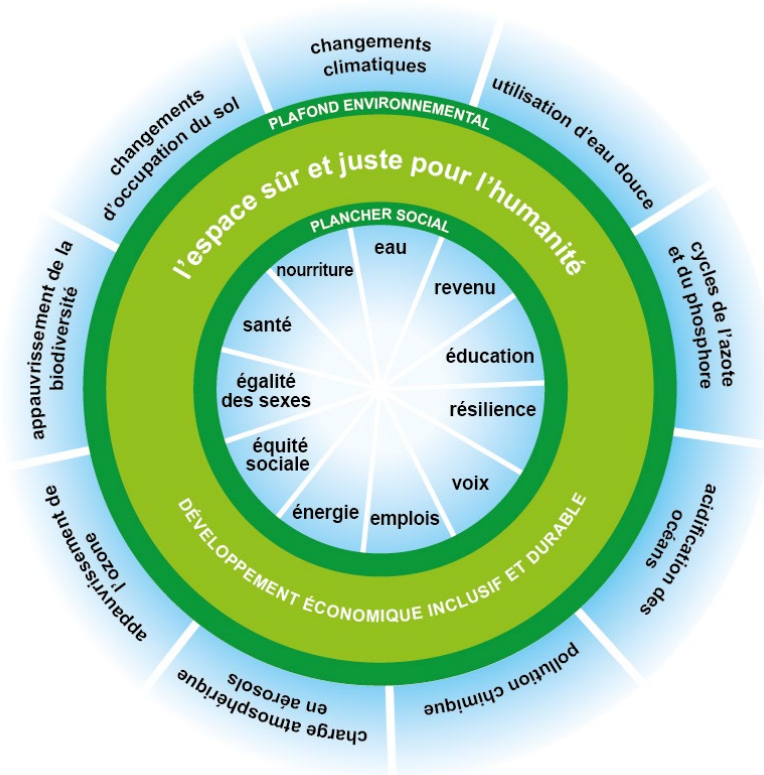 changements
climatiques
utilisation d'eau douce
cycles de l'azote
et du phosphore
acidification des
océans
pollution chimique
charge atmosphérique
en aérosols
appauvrissement de
l'ozone
appauvrissement de la
biodiversité
changements
d'occupation du sol
PLAFOND ENVIRONNEMENTAL
l'espace sûr et juste pour l'humanité
PLANCHER SOCIAL
eau
revenu
éducation
résilience
voix
emplois
énergie
équité
sociale
égalité
des sexes
santé
nourriture
DÉVELOPPEMENT ÉCONOMIQUE INCLUSIF ET DURABLE